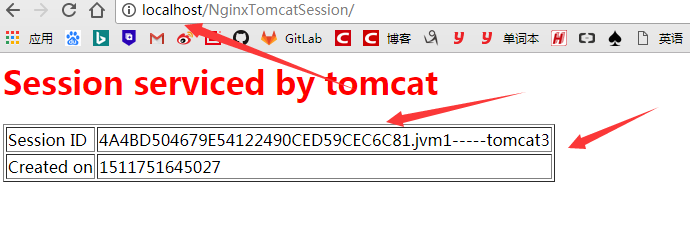 localhost/NginxTomcatSession/
应用 GitLab 博客 单词本 英语
Session serviced by tomcat
Session ID 4A4BD504679E54122490CED59CEC6C81.jvm1-----tomcat3
Created on 1511751645027